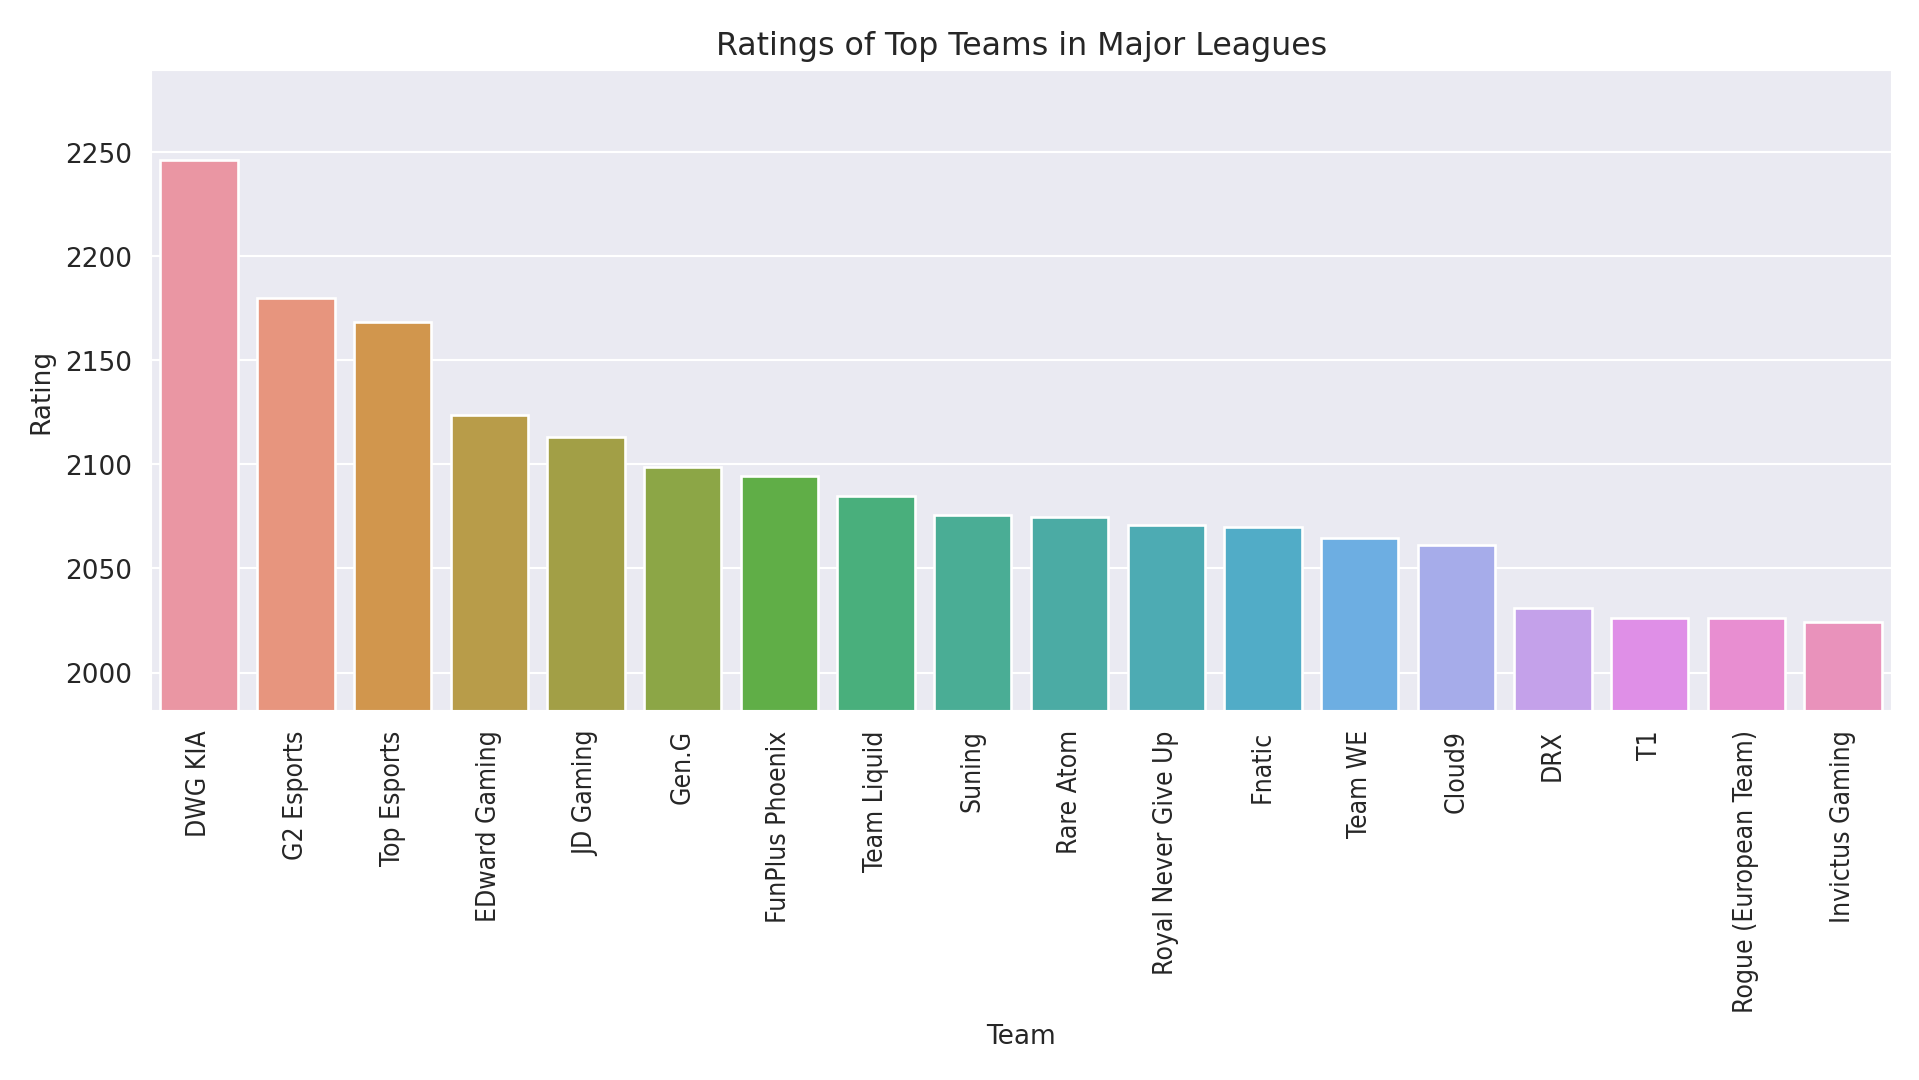 Ratings of Top Teams in Major Leagues
Rating
2250
2200
2150
2100
2050
2000
DWG KIA
G2 Esports
Top Esports
EDward Gaming
JD Gaming
Gen.G
FunPlus Phoenix
Team Liquid
Suning
Rare Atom
Royal Never Give Up
Fnatic
Team WE
Cloud9
DRX
T1
Rogue (European Team)
Invictus Gaming
Team